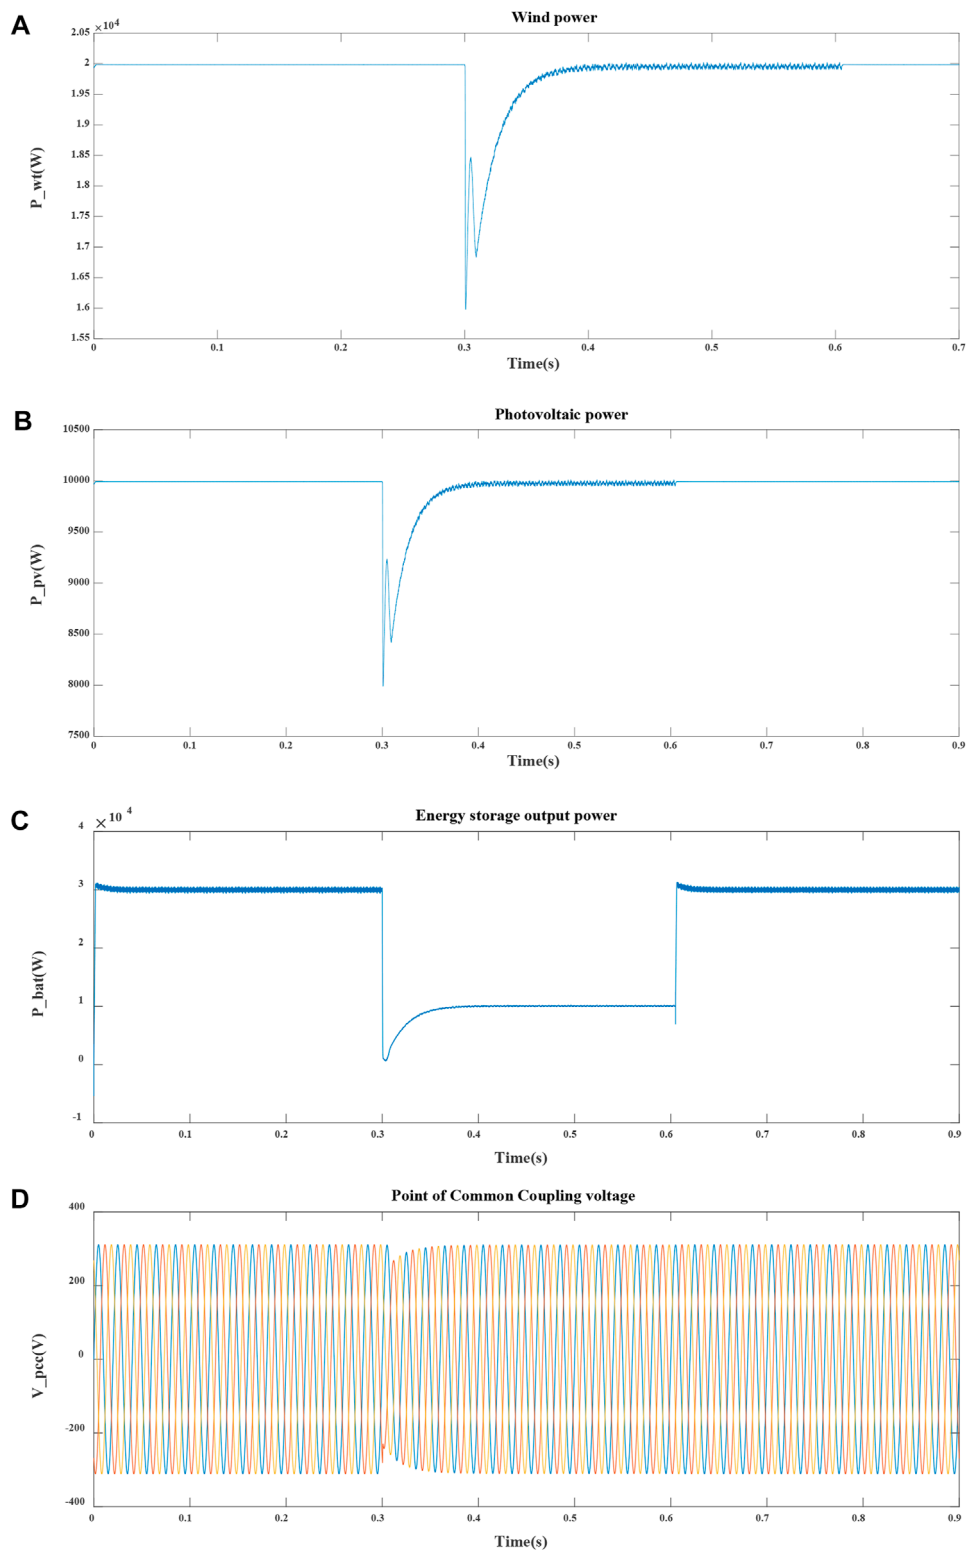 A
Wind power
×10⁴
2.05
2
1.95
1.9
1.85
1.8
1.75
1.7
1.65
1.6
1.55
P_wt(W)
0 0.1 0.2 0.3 0.4 0.5 0.6 0.7
Time(s)
B
Photovoltaic power
10500
10000
9500
9000
8500
8000
7500
P_pv(W)
0 0.1 0.2 0.3 0.4 0.5 0.6 0.7 0.8 0.9
Time(s)
C
Energy storage output power
×10 ⁴
4
3
2
1
0
-1
P_bat(W)
0 0.1 0.2 0.3 0.4 0.5 0.6 0.7 0.8 0.9
Time(s)
D
Point of Common Coupling voltage
400
200
0
-200
-400
V_pcc(V)
0 0.1 0.2 0.3 0.4 0.5 0.6 0.7 0.8 0.9
Time(s)